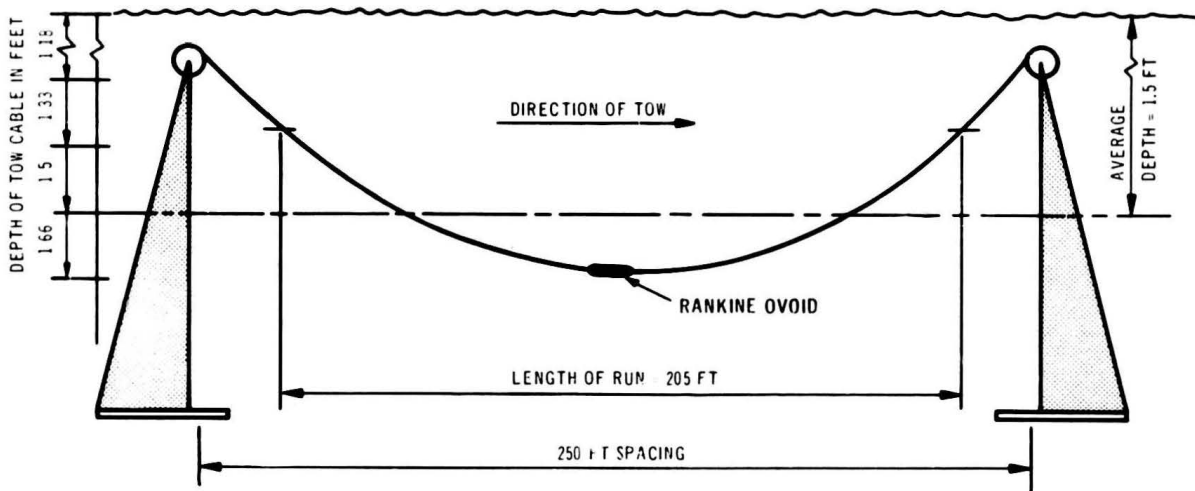 DEPTH OF TOW CABLE IN FEET
1.18
1.33
1.5
1.66
DIRECTION OF TOW
AVERAGE
DEPTH = 1.5 FT
RANKINE OVOID
LENGTH OF RUN = 205 FT
250 FT SPACING